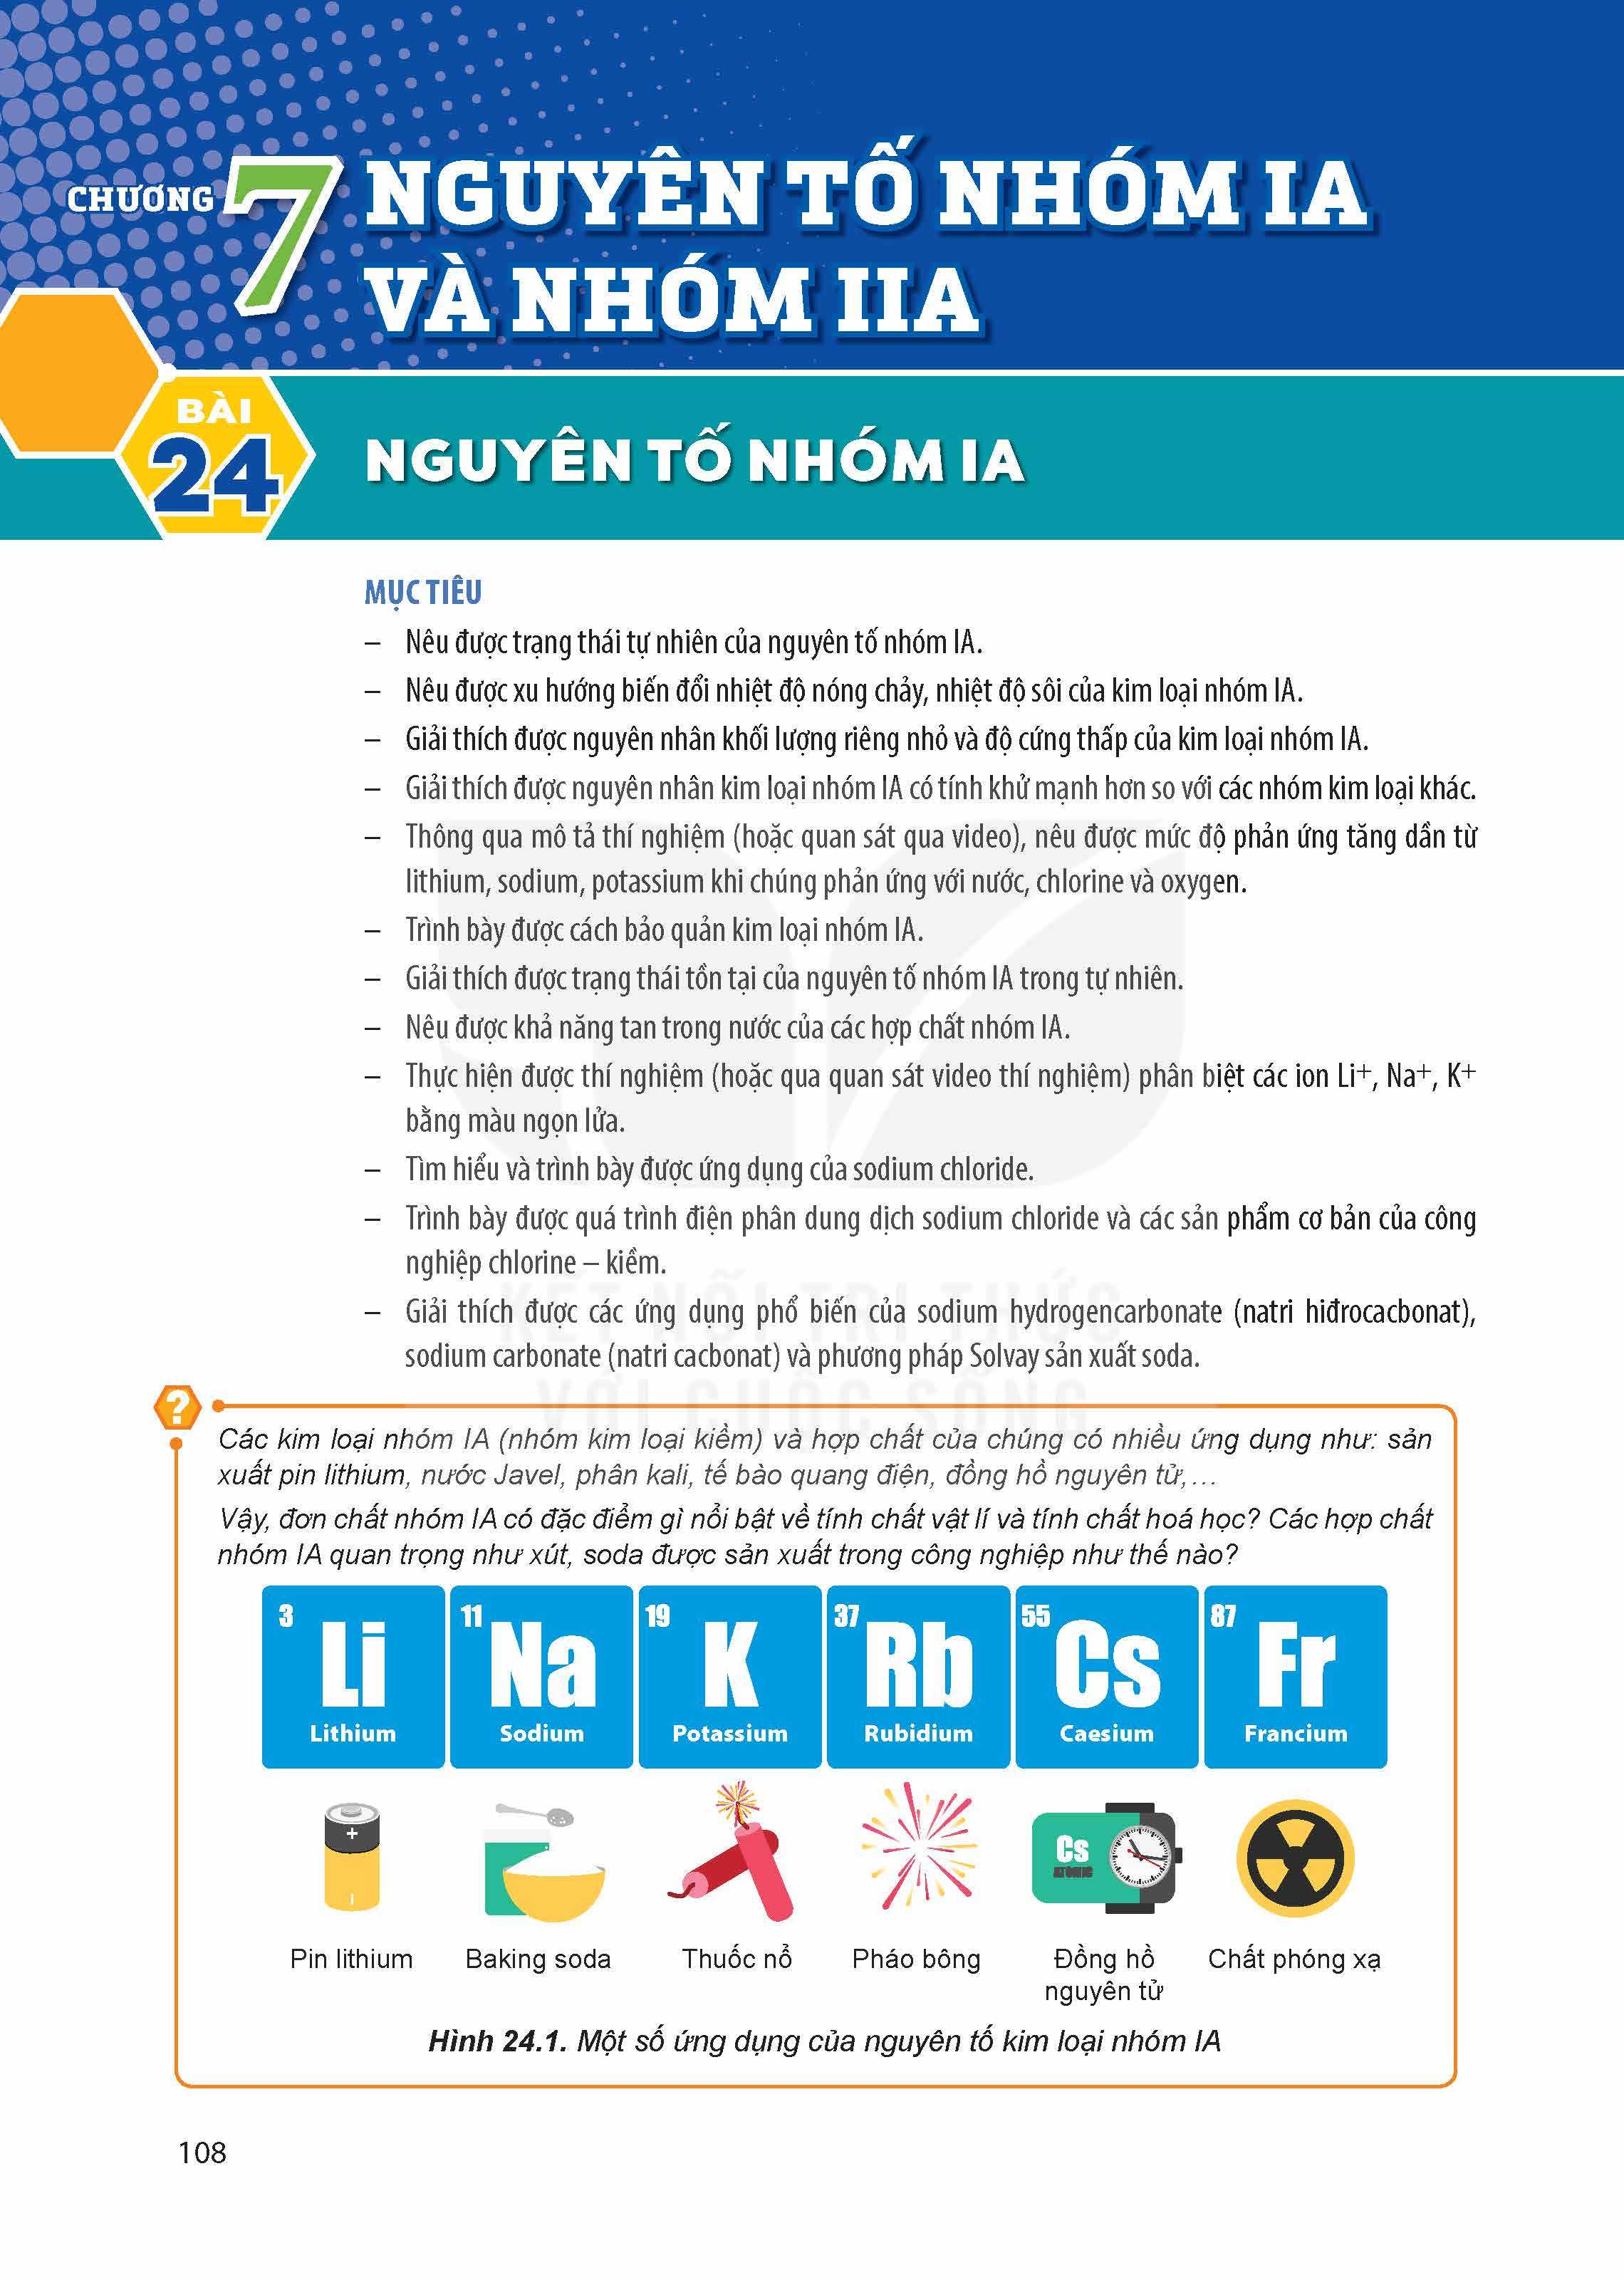 CHƯƠNG 7 NGUYÊN TỐ NHÓM IA
VÀ NHÓM IIA
BÀI
24
NGUYÊN TỐ NHÓM IA
MỤC TIÊU
– Nêu được trạng thái tự nhiên của nguyên tố nhóm IA.
– Nêu được xu hướng biến đổi nhiệt độ nóng chảy, nhiệt độ sôi của kim loại nhóm IA.
– Giải thích được nguyên nhân khối lượng riêng nhỏ và độ cứng thấp của kim loại nhóm IA.
– Giải thích được nguyên nhân kim loại nhóm IA có tính khử mạnh hơn so với các nhóm kim loại khác.
– Thông qua mô tả thí nghiệm (hoặc quan sát qua video), nêu được mức độ phản ứng tăng dần từ
lithium, sodium, potassium khi chúng phản ứng với nước, chlorine và oxygen.
– Trình bày được cách bảo quản kim loại nhóm IA.
– Giải thích được trạng thái tồn tại của nguyên tố nhóm IA trong tự nhiên.
– Nêu được khả năng tan trong nước của các hợp chất nhóm IA.
– Thực hiện được thí nghiệm (hoặc qua quan sát video thí nghiệm) phân biệt các ion Li+, Na+, K+
bằng màu ngọn lửa.
– Tìm hiểu và trình bày được ứng dụng của sodium chloride.
– Trình bày được quá trình điện phân dung dịch sodium chloride và các sản phẩm cơ bản của công
nghiệp chlorine – kiềm.
– Giải thích được các ứng dụng phổ biến của sodium hydrogencarbonate (natri hiđrocacbonat),
sodium carbonate (natri cacbonat) và phương pháp Solvay sản xuất soda.
KẾT NỐI TRI THỨC
VỚI CUỘC SỐNG
?
Các kim loại nhóm IA (nhóm kim loại kiềm) và hợp chất của chúng có nhiều ứng dụng như: sản
xuất pin lithium, nước Javel, phân kali, tế bào quang điện, đồng hồ nguyên tử,...
Vậy, đơn chất nhóm IA có đặc điểm gì nổi bật về tính chất vật lí và tính chất hoá học? Các hợp chất
nhóm IA quan trọng như xút, soda được sản xuất trong công nghiệp như thế nào?
3 11 19 37 55 87
Li Na K Rb Cs Fr
Lithium Sodium Potassium Rubidium Caesium Francium
+
–
Cs
ATOMIC
Pin lithium Baking soda Thuốc nổ Pháo bông Đồng hồ Chất phóng xạ
nguyên tử
Hình 24.1. Một số ứng dụng của nguyên tố kim loại nhóm IA
108